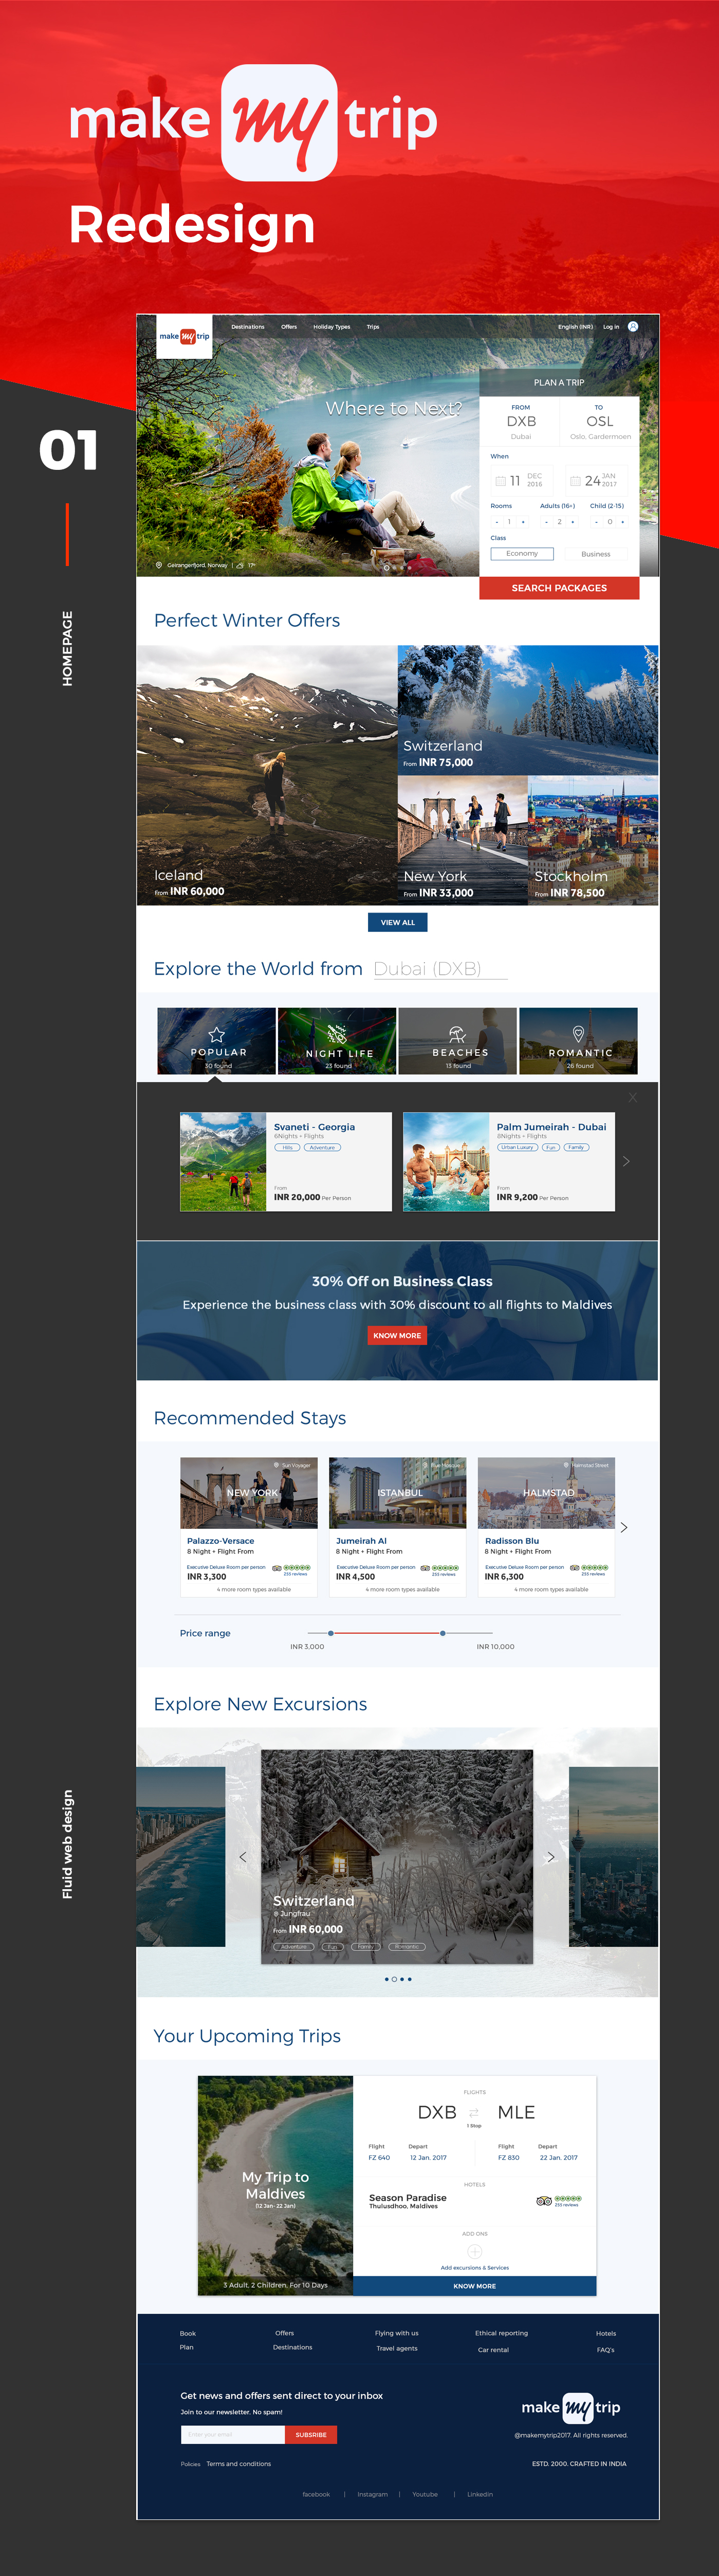 make my trip
Redesign
01
HOMEPAGE
Fluid web design
make my trip
Destinations Offers Holiday Types Trips English (INR) Log in
Where to Next?
Geirangerfjord, Norway | 17°
PLAN A TRIP
FROM TO
DXB OSL
Dubai Oslo, Gardermoen
When
11 DEC 2016 24 JAN 2017
Rooms Adults (16+) Child (2-15)
- 1 + - 2 + - 0 +
Class
Economy Business
SEARCH PACKAGES
Perfect Winter Offers
Iceland
From INR 60,000
Switzerland
From INR 75,000
New York
From INR 33,000
Stockholm
From INR 78,500
VIEW ALL
Explore the World from Dubai (DXB)
POPULAR
30 found
NIGHT LIFE
23 found
BEACHES
13 found
ROMANTIC
26 found
X
Svaneti - Georgia
6Nights + Flights
Hills Adventure
From
INR 20,000 Per Person
Palm Jumeirah - Dubai
8Nights + Flights
Urban Luxury Fun Family
From
INR 9,200 Per Person
>
30% Off on Business Class
Experience the business class with 30% discount to all flights to Maldives
KNOW MORE
Recommended Stays
Sun Voyager
NEW YORK
Palazzo-Versace
8 Night + Flight From
Executive Deluxe Room per person
INR 3,300
233 reviews
4 more room types available
Blue Mosque
ISTANBUL
Jumeirah Al
8 Night + Flight From
Executive Deluxe Room per person
INR 4,500
233 reviews
4 more room types available
Hamstad Street
HALMSTAD
Radisson Blu
8 Night + Flight From
Executive Deluxe Room per person
INR 6,300
233 reviews
4 more room types available
Price range
INR 3,000 INR 10,000
Explore New Excursions
Switzerland
Jungfrau
From INR 60,000
Adventure Fun Family Romantic
Your Upcoming Trips
My Trip to
Maldives
(12 Jan- 22 Jan)
3 Adult, 2 Children, For 10 Days
FLIGHTS
DXB MLE
1 Stop
Flight Depart Flight Depart
FZ 640 12 Jan. 2017 FZ 830 22 Jan. 2017
HOTELS
Season Paradise
Thulusdhoo, Maldives
233 reviews
ADD ONS
Add excursions & Services
KNOW MORE
Book Offers Flying with us Ethical reporting Hotels
Plan Destinations Travel agents Car rental FAQ's
Get news and offers sent direct to your inbox
Join to our newsletter. No spam!
Enter your email SUBSRIBE
make my trip
@makemytrip2017. All rights reserved.
Policies Terms and conditions
ESTD. 2000. CRAFTED IN INDIA
facebook | Instagram | Youtube | Linkedin